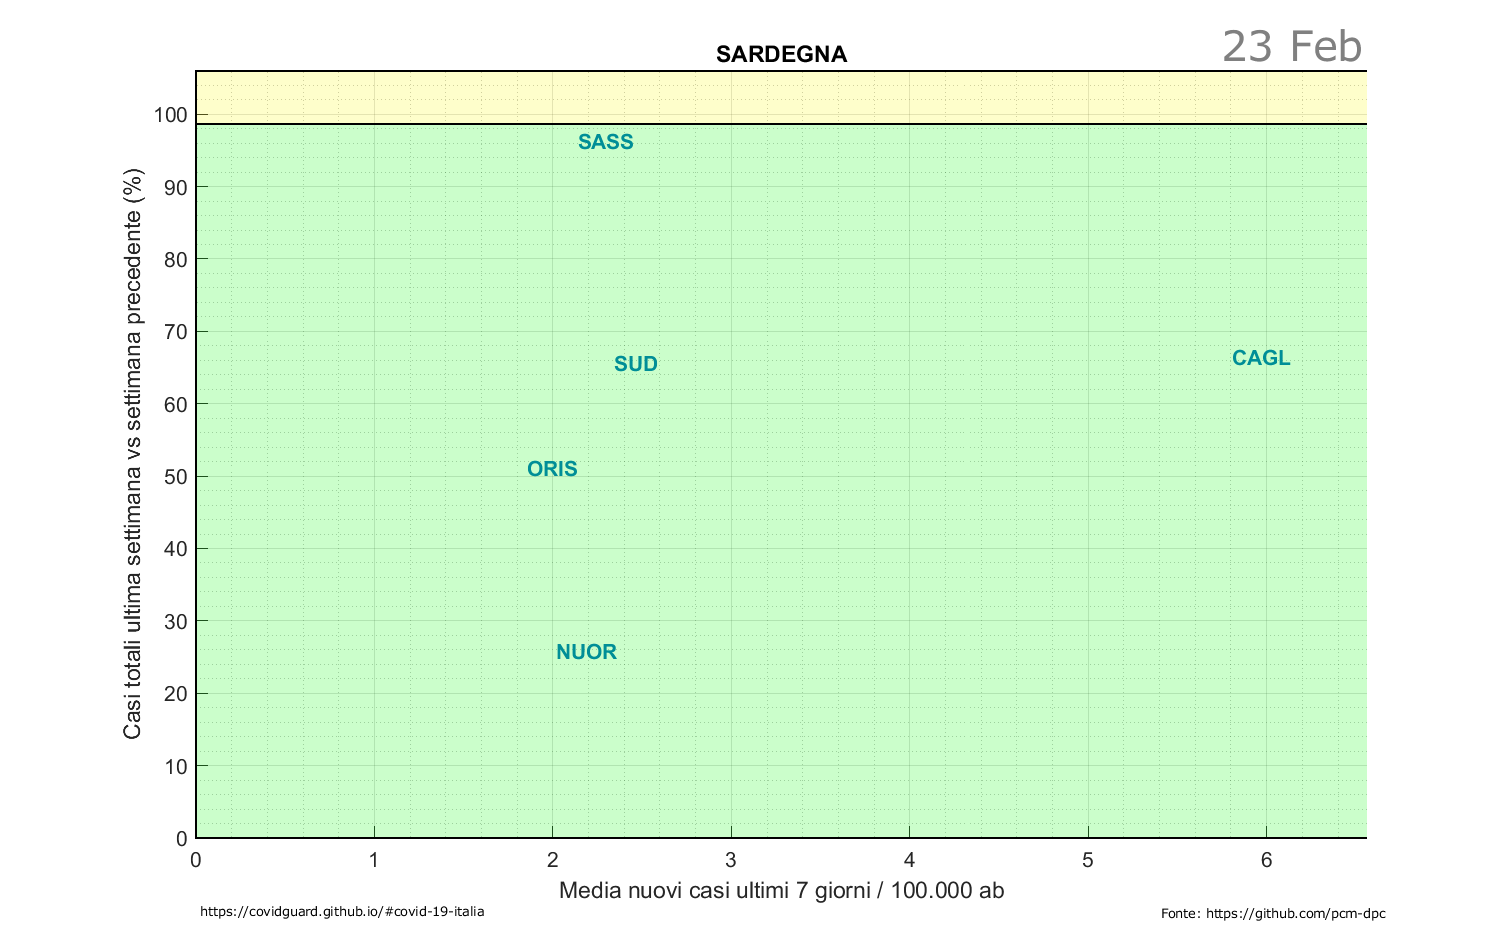 23 Feb
SARDEGNA
Casi totali ultima settimana vs settimana precedente (%)
100
90
80
70
60
50
40
30
20
10
0
SASS
SUD
CAGL
ORIS
NUOR
0 1 2 3 4 5 6
Media nuovi casi ultimi 7 giorni / 100.000 ab
https://covidguard.github.io/#covid-19-italia
Fonte: https://github.com/pcm-dpc